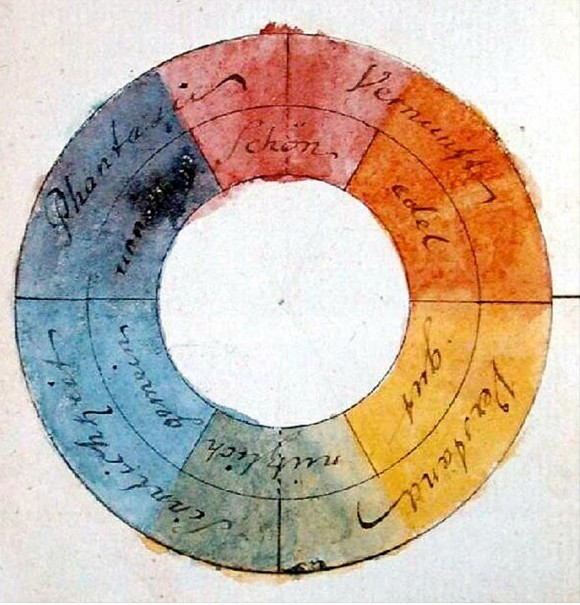 Vernunft
Verstand
Sinnlichkeit
Phantasie
Schön
edel
gut
nützlich
gemein